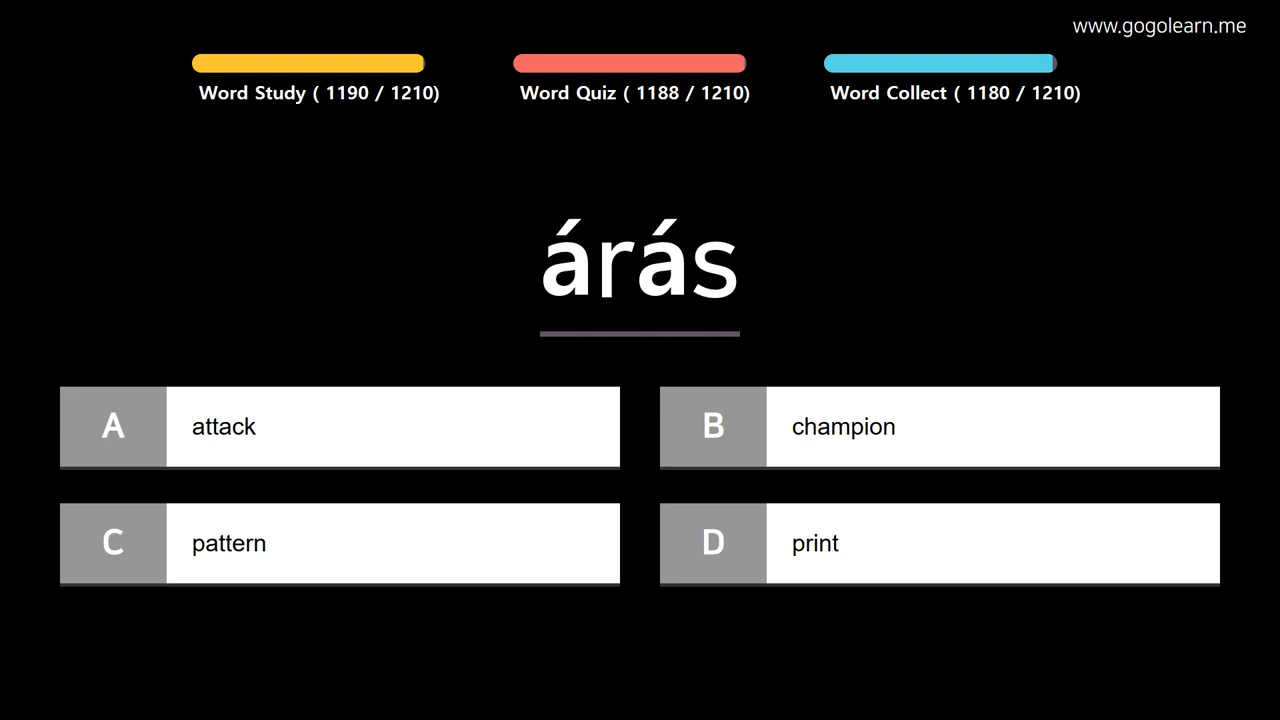 www.gogolearn.me
Word Study ( 1190 / 1210)
Word Quiz ( 1188 / 1210)
Word Collect ( 1180 / 1210)
árás
A attack
B champion
C pattern
D print